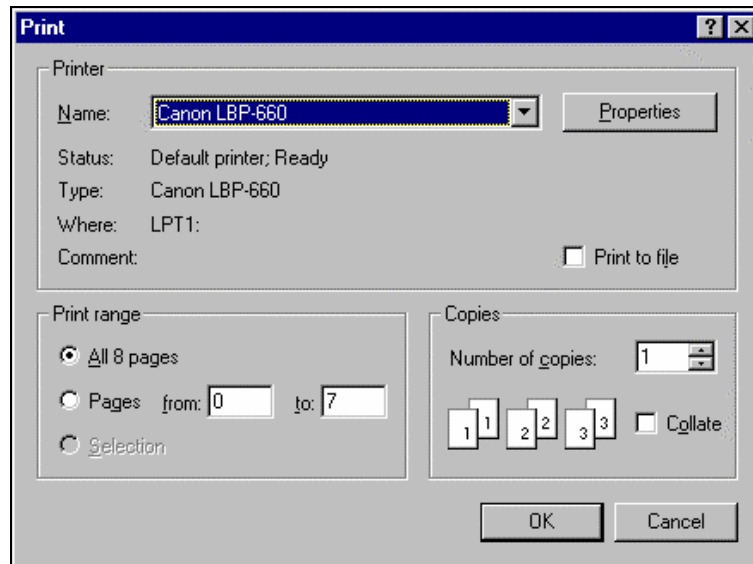 Print
Printer
Name: Canon LBP-660 Properties
Status: Default printer; Ready
Type: Canon LBP-660
Where: LPT1:
Comment: Print to file
Print range
All 8 pages
Pages from: 0 to: 7
Selection
Copies
Number of copies: 1
1 1 2 2 3 3 Collate
OK Cancel